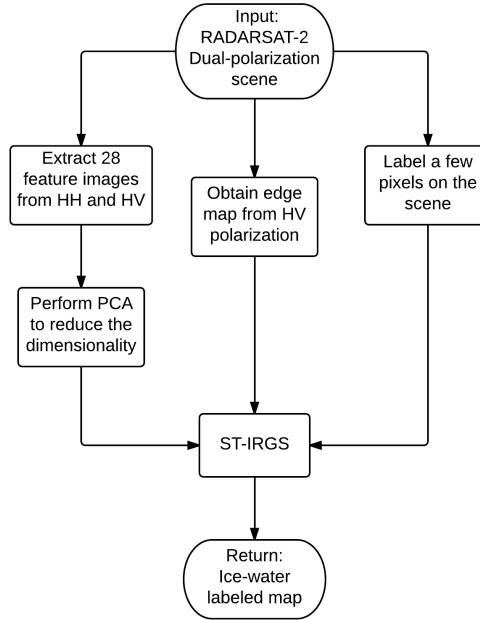 Input:
RADARSAT-2
Dual-polarization
scene
Extract 28
feature images
from HH and HV
Obtain edge
map from HV
polarization
Label a few
pixels on the
scene
Perform PCA
to reduce the
dimensionality
ST-IRGS
Return:
Ice-water
labeled map